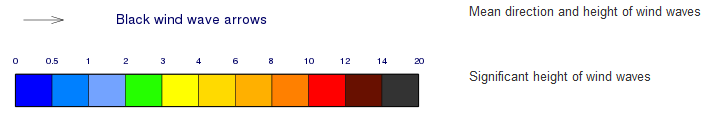 Black wind wave arrows
Mean direction and height of wind waves
0 0.5 1 2 3 4 6 8 10 12 14 20
Significant height of wind waves